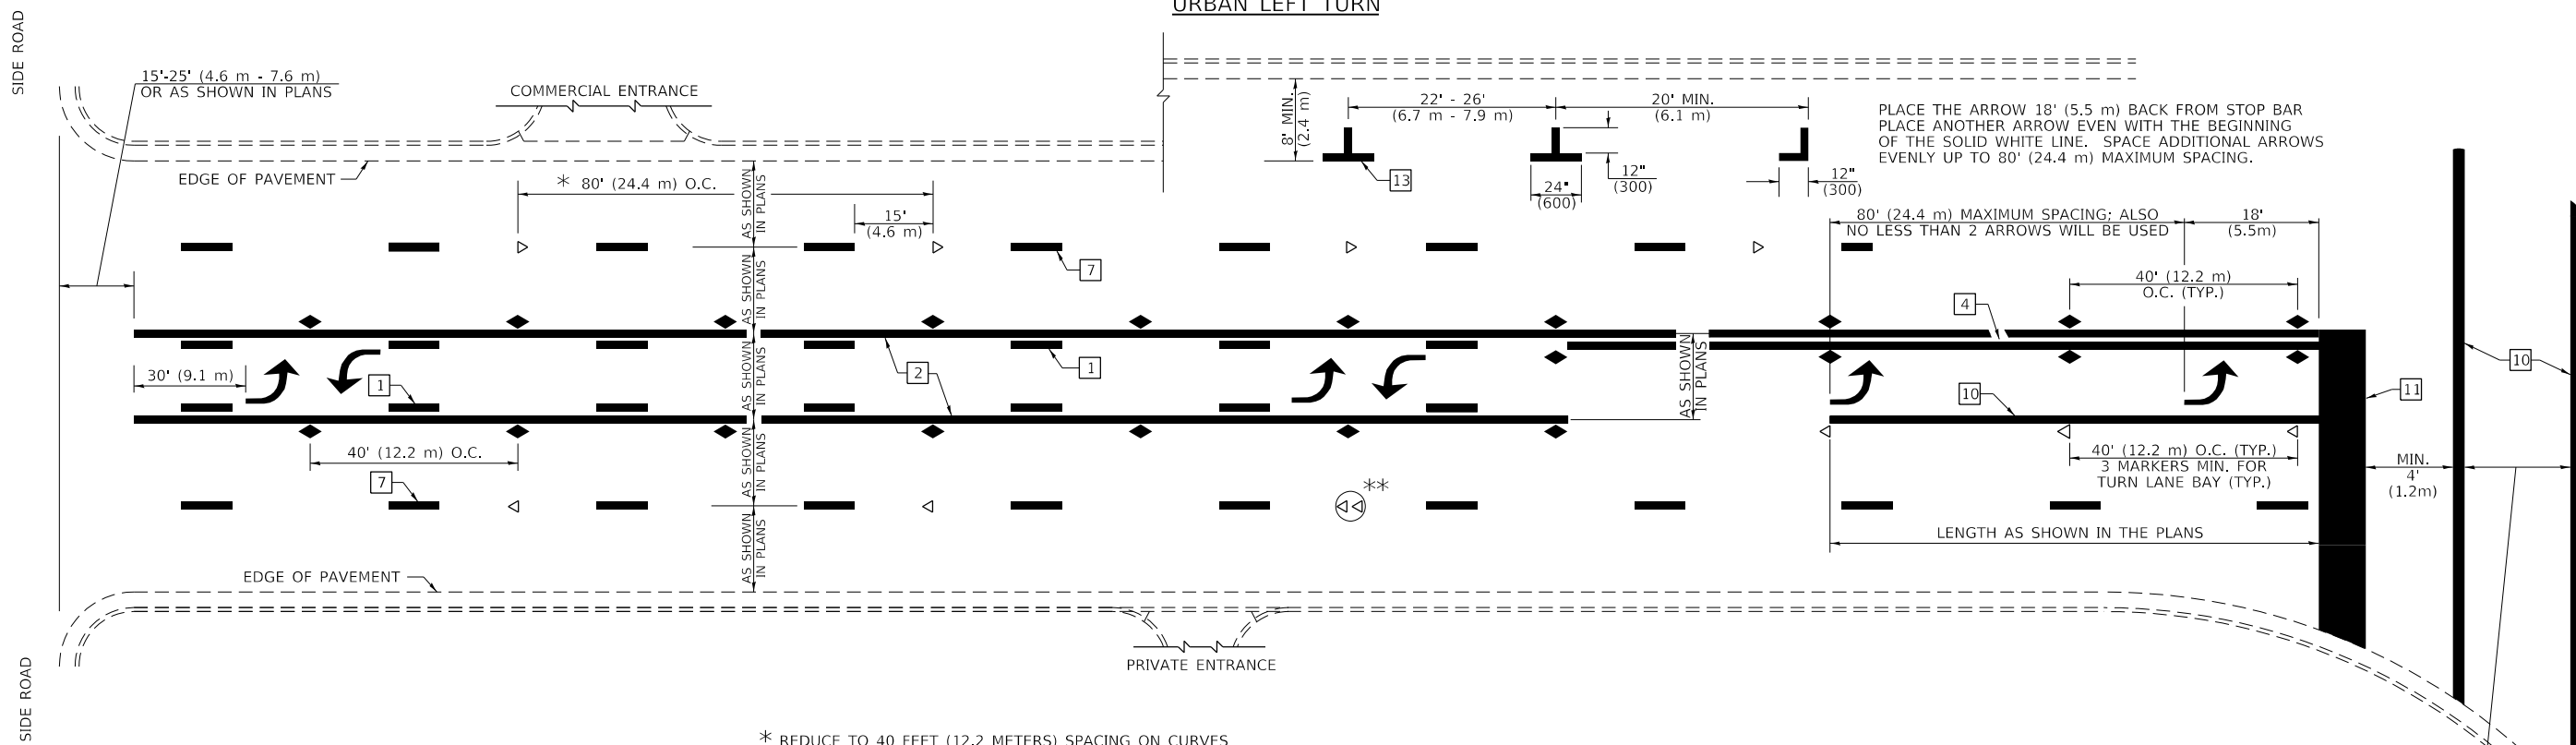 URBAN LEFT TURN
SIDE ROAD
15'-25' (4.6 m - 7.6 m)
OR AS SHOWN IN PLANS
COMMERCIAL ENTRANCE
EDGE OF PAVEMENT
* 80' (24.4 m) O.C.
15'
(4.6 m)
AS SHOWN
IN PLANS
8' MIN.
(2.4 m)
22' - 26'
(6.7 m - 7.9 m)
20' MIN.
(6.1 m)
13
24"
(600)
12"
(300)
12"
(300)
PLACE THE ARROW 18' (5.5 m) BACK FROM STOP BAR
PLACE ANOTHER ARROW EVEN WITH THE BEGINNING
OF THE SOLID WHITE LINE. SPACE ADDITIONAL ARROWS
EVENLY UP TO 80' (24.4 m) MAXIMUM SPACING.
80' (24.4 m) MAXIMUM SPACING; ALSO
NO LESS THAN 2 ARROWS WILL BE USED
18'
(5.5m)
7
AS SHOWN
IN PLANS
40' (12.2 m)
O.C. (TYP.)
4
30' (9.1 m)
1
AS SHOWN
IN PLANS
2
1
AS SHOWN
IN PLANS
10
10
11
40' (12.2 m) O.C.
7
AS SHOWN
IN PLANS
**
40' (12.2 m) O.C. (TYP.)
3 MARKERS MIN. FOR
TURN LANE BAY (TYP.)
MIN.
4'
(1.2m)
LENGTH AS SHOWN IN THE PLANS
AS SHOWN
IN PLANS
EDGE OF PAVEMENT
PRIVATE ENTRANCE
SIDE ROAD
* REDUCE TO 40 FEET (12.2 METERS) SPACING ON CURVES